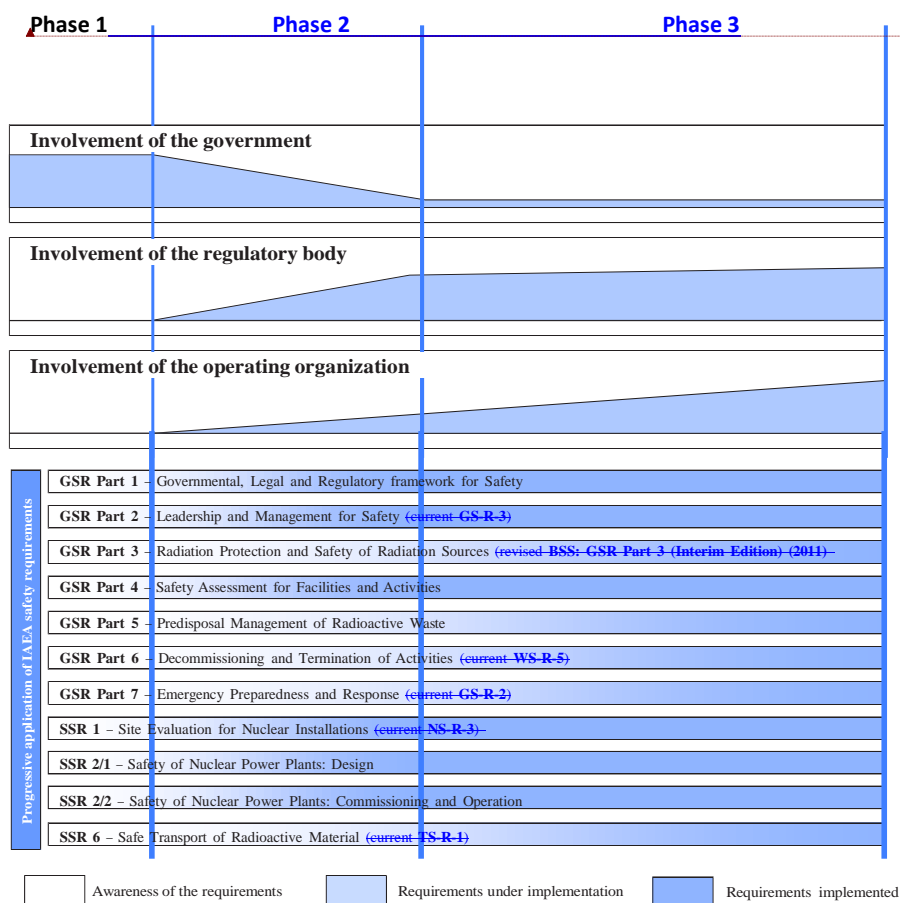 Phase 1 Phase 2 Phase 3
Involvement of the government
Involvement of the regulatory body
Involvement of the operating organization
Progressive application of IAEA safety requirements
GSR Part 1 – Governmental, Legal and Regulatory framework for Safety
GSR Part 2 – Leadership and Management for Safety (current GS-R-3)
GSR Part 3 – Radiation Protection and Safety of Radiation Sources (revised BSS: GSR Part 3 (Interim Edition) (2011)
GSR Part 4 – Safety Assessment for Facilities and Activities
GSR Part 5 – Predisposal Management of Radioactive Waste
GSR Part 6 – Decommissioning and Termination of Activities (current WS-R-5)
GSR Part 7 – Emergency Preparedness and Response (current GS-R-2)
SSR 1 – Site Evaluation for Nuclear Installations (current NS-R-3)
SSR 2/1 – Safety of Nuclear Power Plants: Design
SSR 2/2 – Safety of Nuclear Power Plants: Commissioning and Operation
SSR 6 – Safe Transport of Radioactive Material (current TS-R-1)
Awareness of the requirements Requirements under implementation Requirements implemented